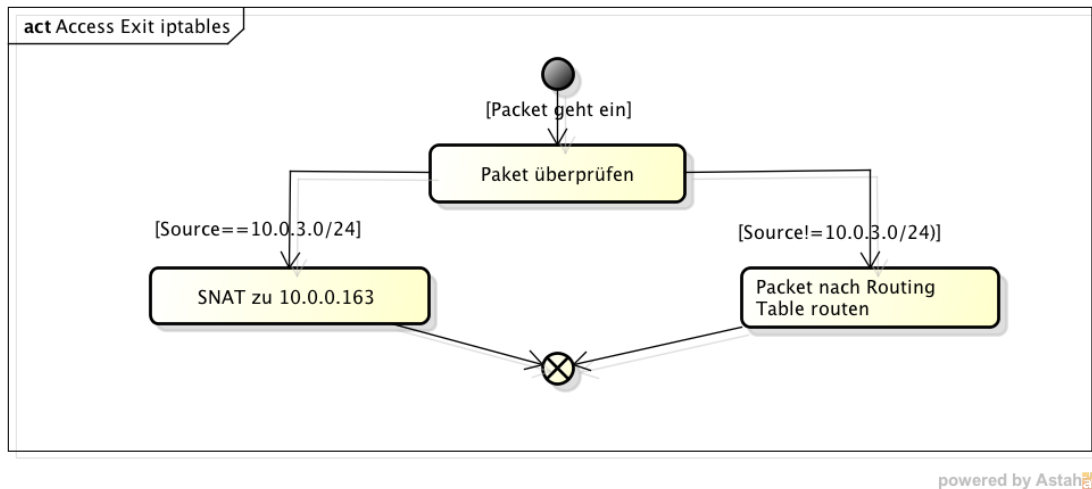 act Access Exit iptables
[Packet geht ein]
Paket überprüfen
[Source==10.0.3.0/24]
[Source!=10.0.3.0/24)]
SNAT zu 10.0.0.163
Packet nach Routing
Table routen
powered by Astah